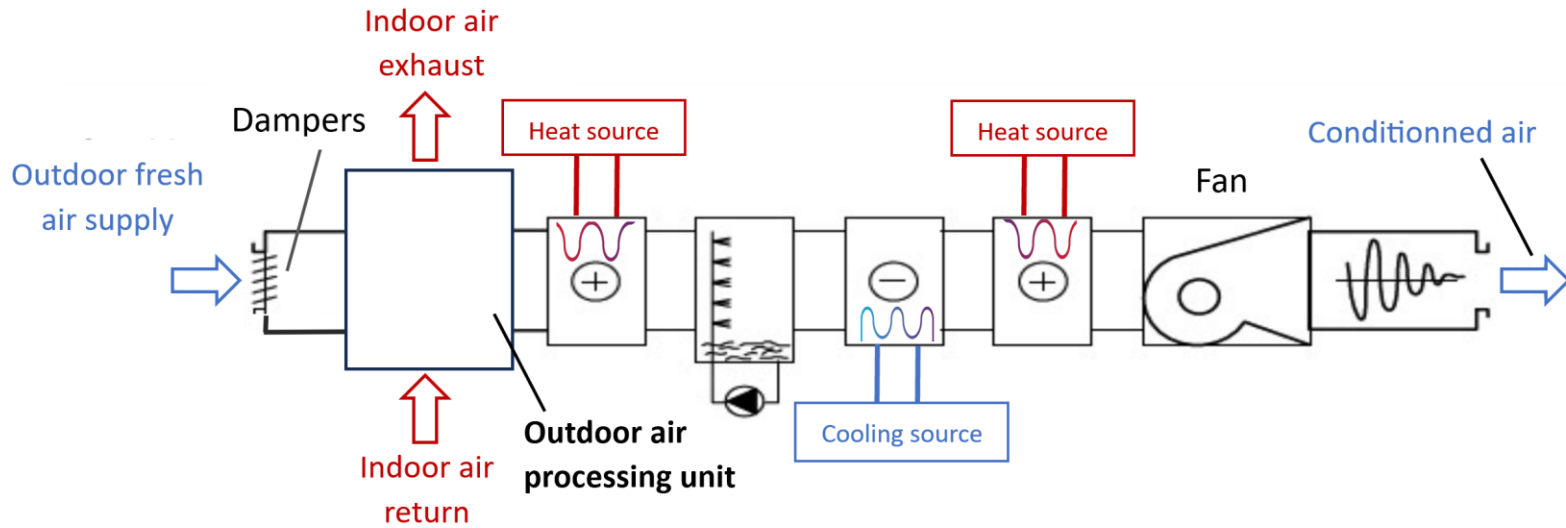 Indoor air
exhaust
Dampers
Heat source
Heat source
Conditionned air
Outdoor fresh
air supply
Fan
Outdoor air
processing unit
Cooling source
Indoor air
return